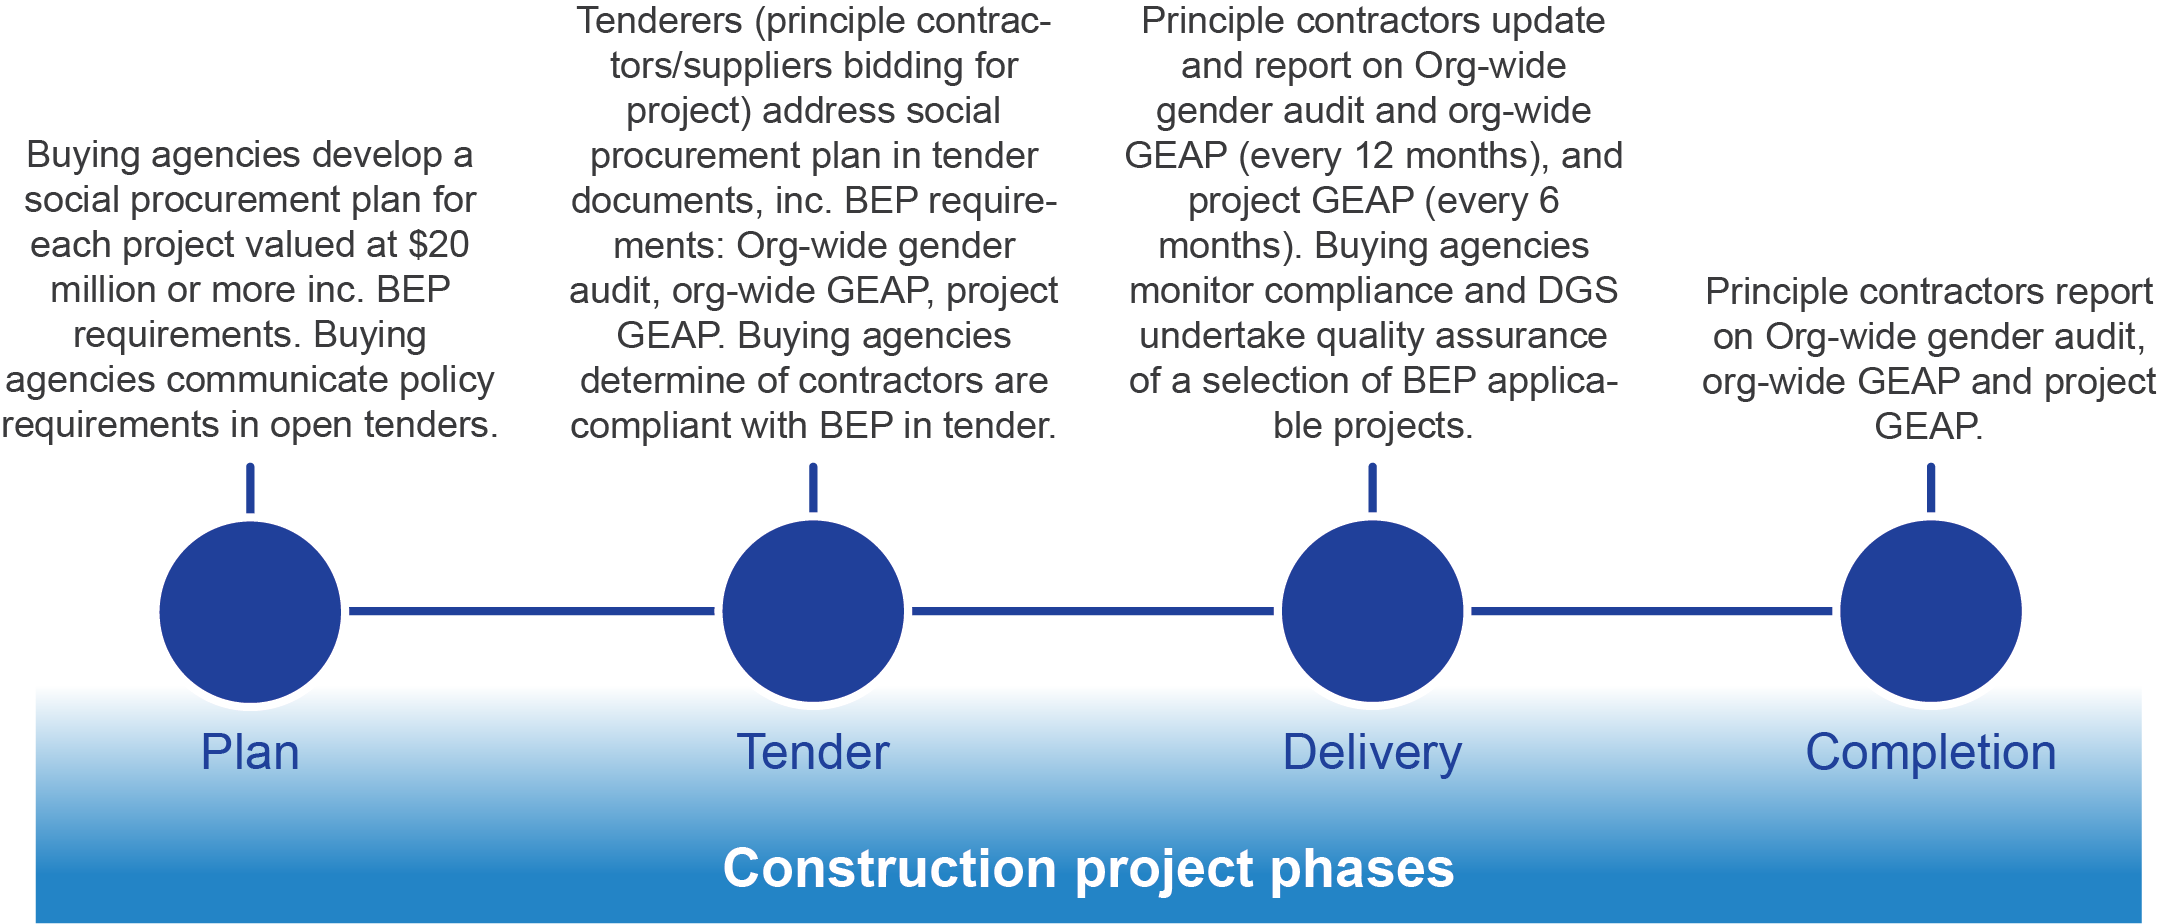 Buying agencies develop a
social procurement plan for
each project valued at $20
million or more inc. BEP
requirements. Buying
agencies communicate policy
requirements in open tenders.
Tenderers (principle contrac-
tors/suppliers bidding for
project) address social
procurement plan in tender
documents, inc. BEP require-
ments: Org-wide gender
audit, org-wide GEAP, project
GEAP. Buying agencies
determine of contractors are
compliant with BEP in tender.
Principle contractors update
and report on Org-wide
gender audit and org-wide
GEAP (every 12 months), and
project GEAP (every 6
months). Buying agencies
monitor compliance and DGS
undertake quality assurance
of a selection of BEP applica-
ble projects.
Principle contractors report
on Org-wide gender audit,
org-wide GEAP and project
GEAP.
Plan
Tender
Delivery
Completion
Construction project phases